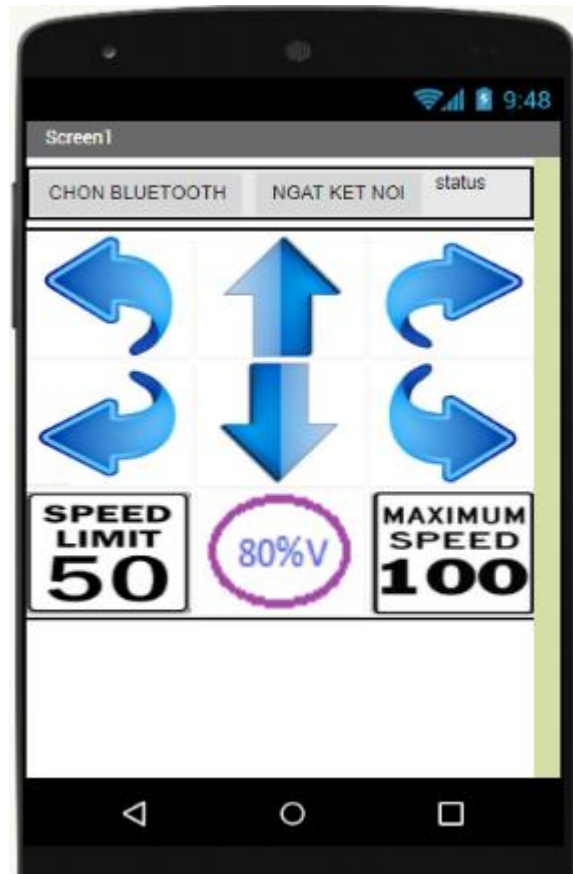 9:48
Screen1
CHON BLUETOOTH NGAT KET NOI status
SPEED
LIMIT
50
80%V
MAXIMUM
SPEED
100